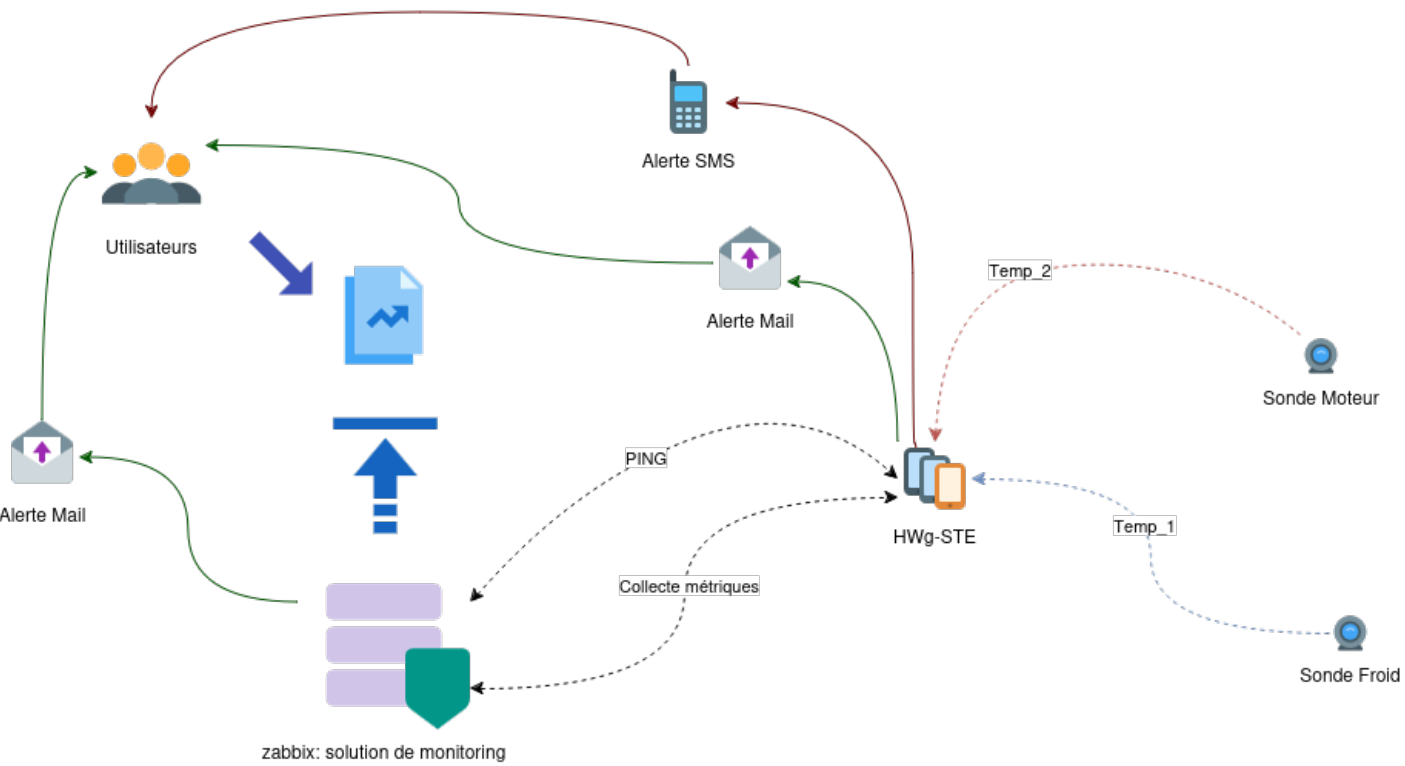 Alerte SMS
Utilisateurs
Temp_2
Alerte Mail
Sonde Moteur
PING
Alerte Mail
Temp_1
HWg-STE
Collecte métriques
Sonde Froid
zabbix: solution de monitoring